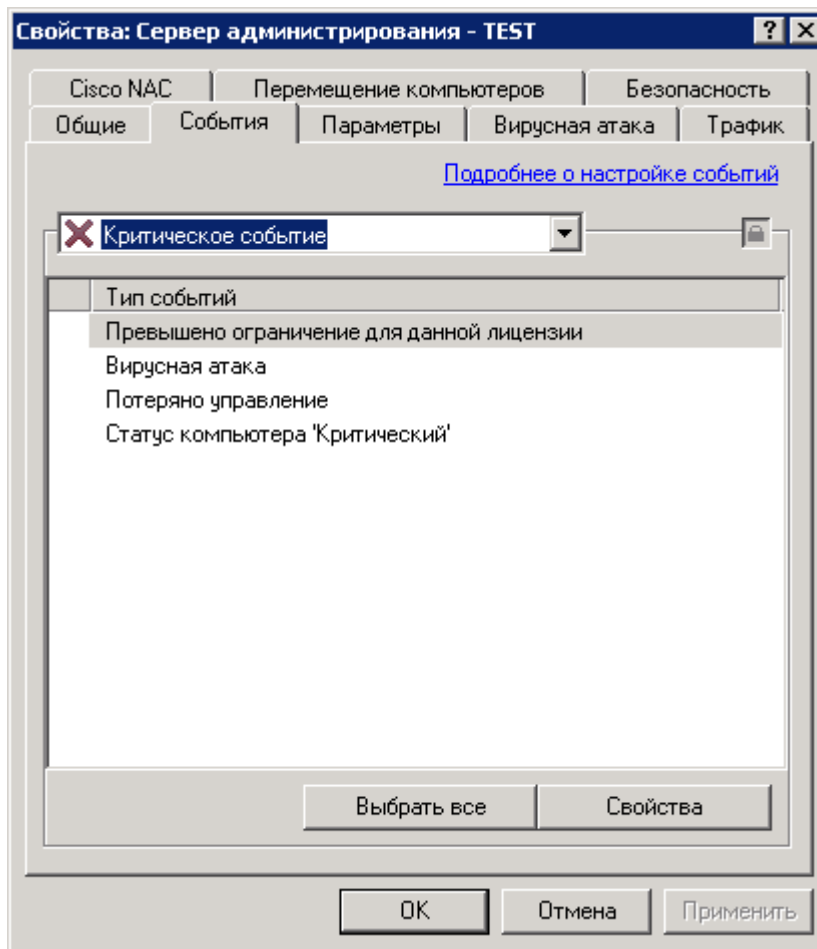 Свойства: Сервер администрирования - TEST
Cisco NAC Перемещение компьютеров Безопасность
Общие События Параметры Вирусная атака Трафик
Подробнее о настройке событий
Критическое событие
Тип событий
Превышено ограничение для данной лицензии
Вирусная атака
Потеряно управление
Статус компьютера 'Критический'
Выбрать все Свойства
OK Отмена Применить